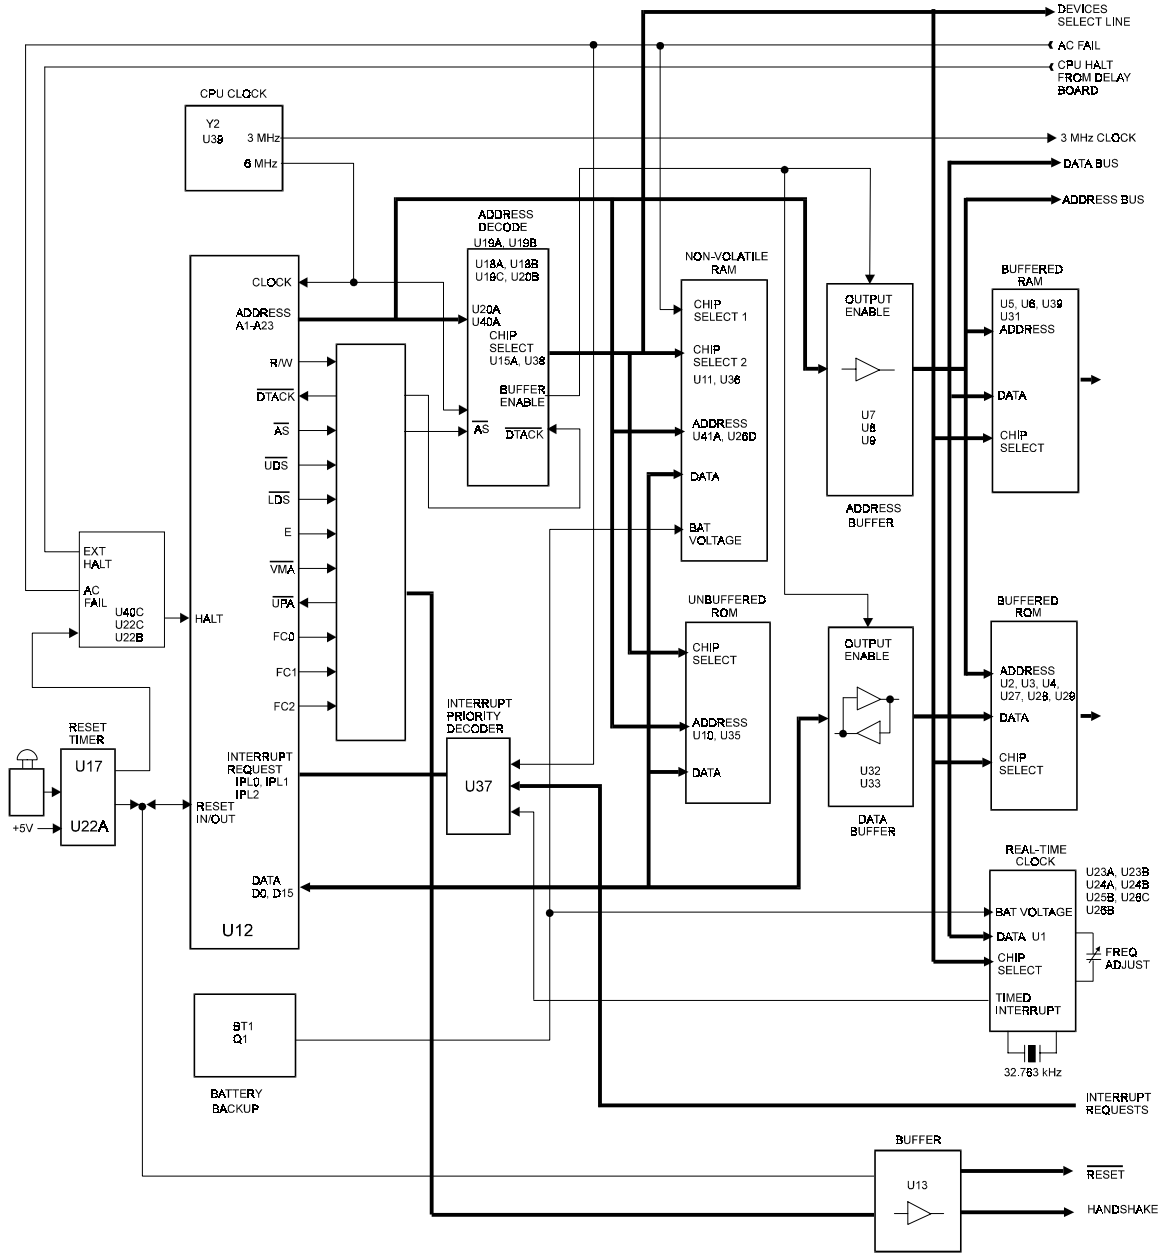 DEVICES
SELECT LINE
AC FAIL
CPU HALT
FROM DELAY
BOARD
CPU CLOCK
Y2
U39
3 MHz
6 MHz
3 MHz CLOCK
DATA BUS
ADDRESS BUS
ADDRESS
DECODE
U19A, U19B
U18A, U18B
U19C, U20B
U20A
U40A
CHIP
SELECT
U15A, U38
BUFFER
ENABLE
AS
DTACK
NON-VOLATILE
RAM
CHIP
SELECT 1
CHIP
SELECT 2
U11, U36
ADDRESS
U41A, U26D
DATA
BAT
VOLTAGE
OUTPUT
ENABLE
U7
U8
U9
ADDRESS
BUFFER
BUFFERED
RAM
U5, U6, U39
U31
ADDRESS
DATA
CHIP
SELECT
CLOCK
ADDRESS
A1-A23
R/W
DTACK
AS
UDS
LDS
E
VMA
UPA
FC0
FC1
FC2
INTERRUPT
REQUEST
IPL0, IPL1
IPL2
RESET
IN/OUT
HALT
DATA
D0, D15
U12
EXT
HALT
AC
FAIL
U40C
U22C
U22B
RESET
TIMER
U17
U22A
+5V
INTERRUPT
PRIORITY
DECODER
U37
UNBUFFERED
ROM
CHIP
SELECT
ADDRESS
U10, U35
DATA
OUTPUT
ENABLE
U32
U33
DATA
BUFFER
BUFFERED
ROM
ADDRESS
U2, U3, U4,
U27, U28, U29
DATA
CHIP
SELECT
REAL-TIME
CLOCK
U23A, U23B
U24A, U24B
U25B, U26C
U26B
BAT VOLTAGE
DATA U1
CHIP
SELECT
TIMED
INTERRUPT
FREQ
ADJUST
32.763 kHz
BT1
Q1
BATTERY
BACKUP
INTERRUPT
REQUESTS
BUFFER
U13
RESET
HANDSHAKE